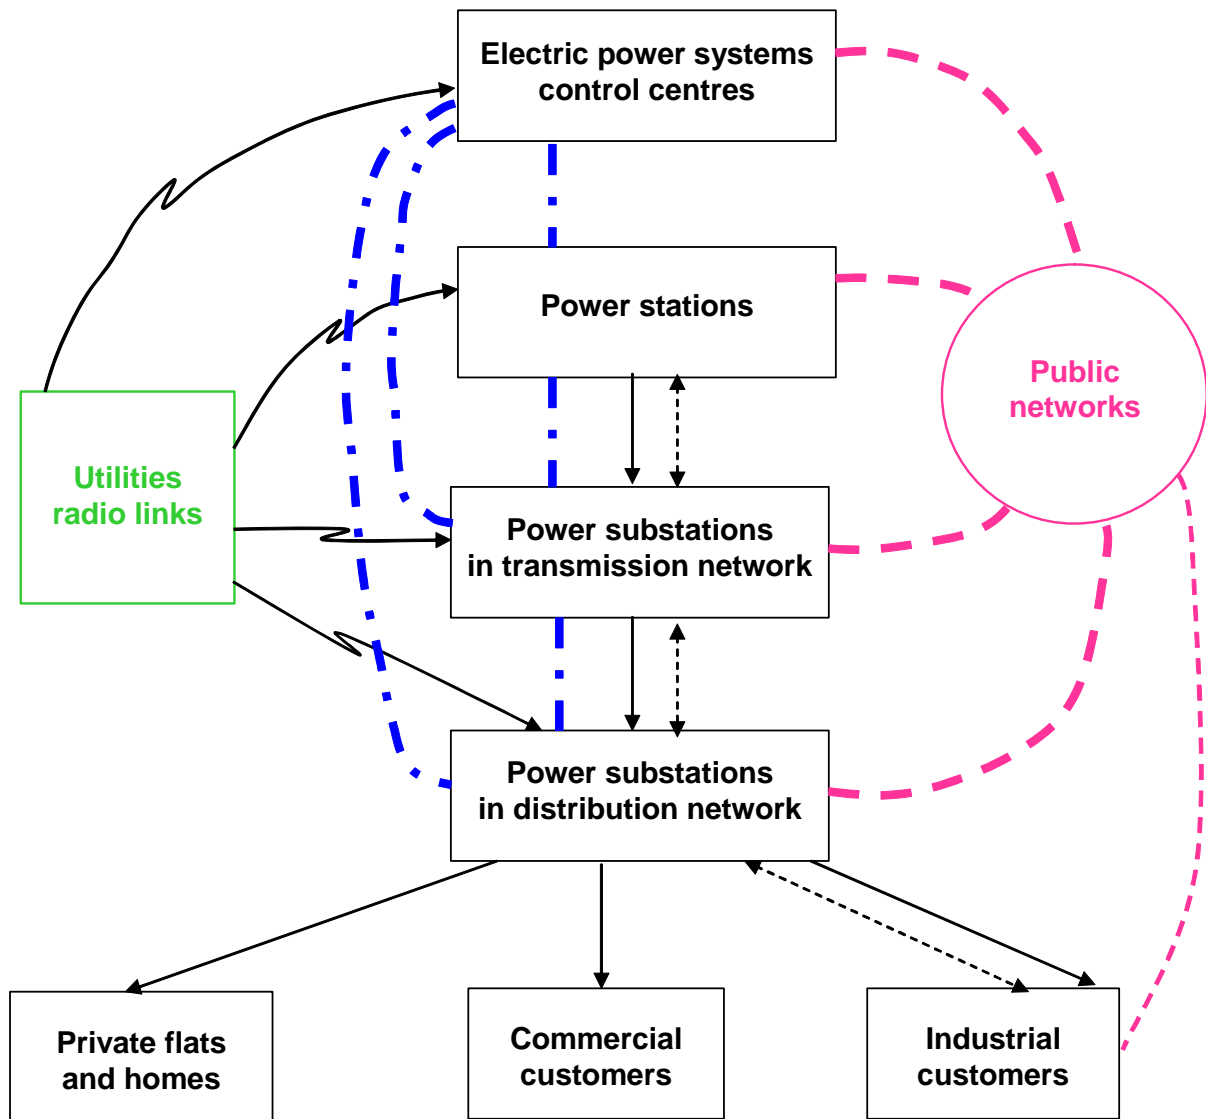 Electric power systems
control centres
Power stations
Public
networks
Utilities
radio links
Power substations
in transmission network
Power substations
in distribution network
Private flats
and homes
Commercial
customers
Industrial
customers